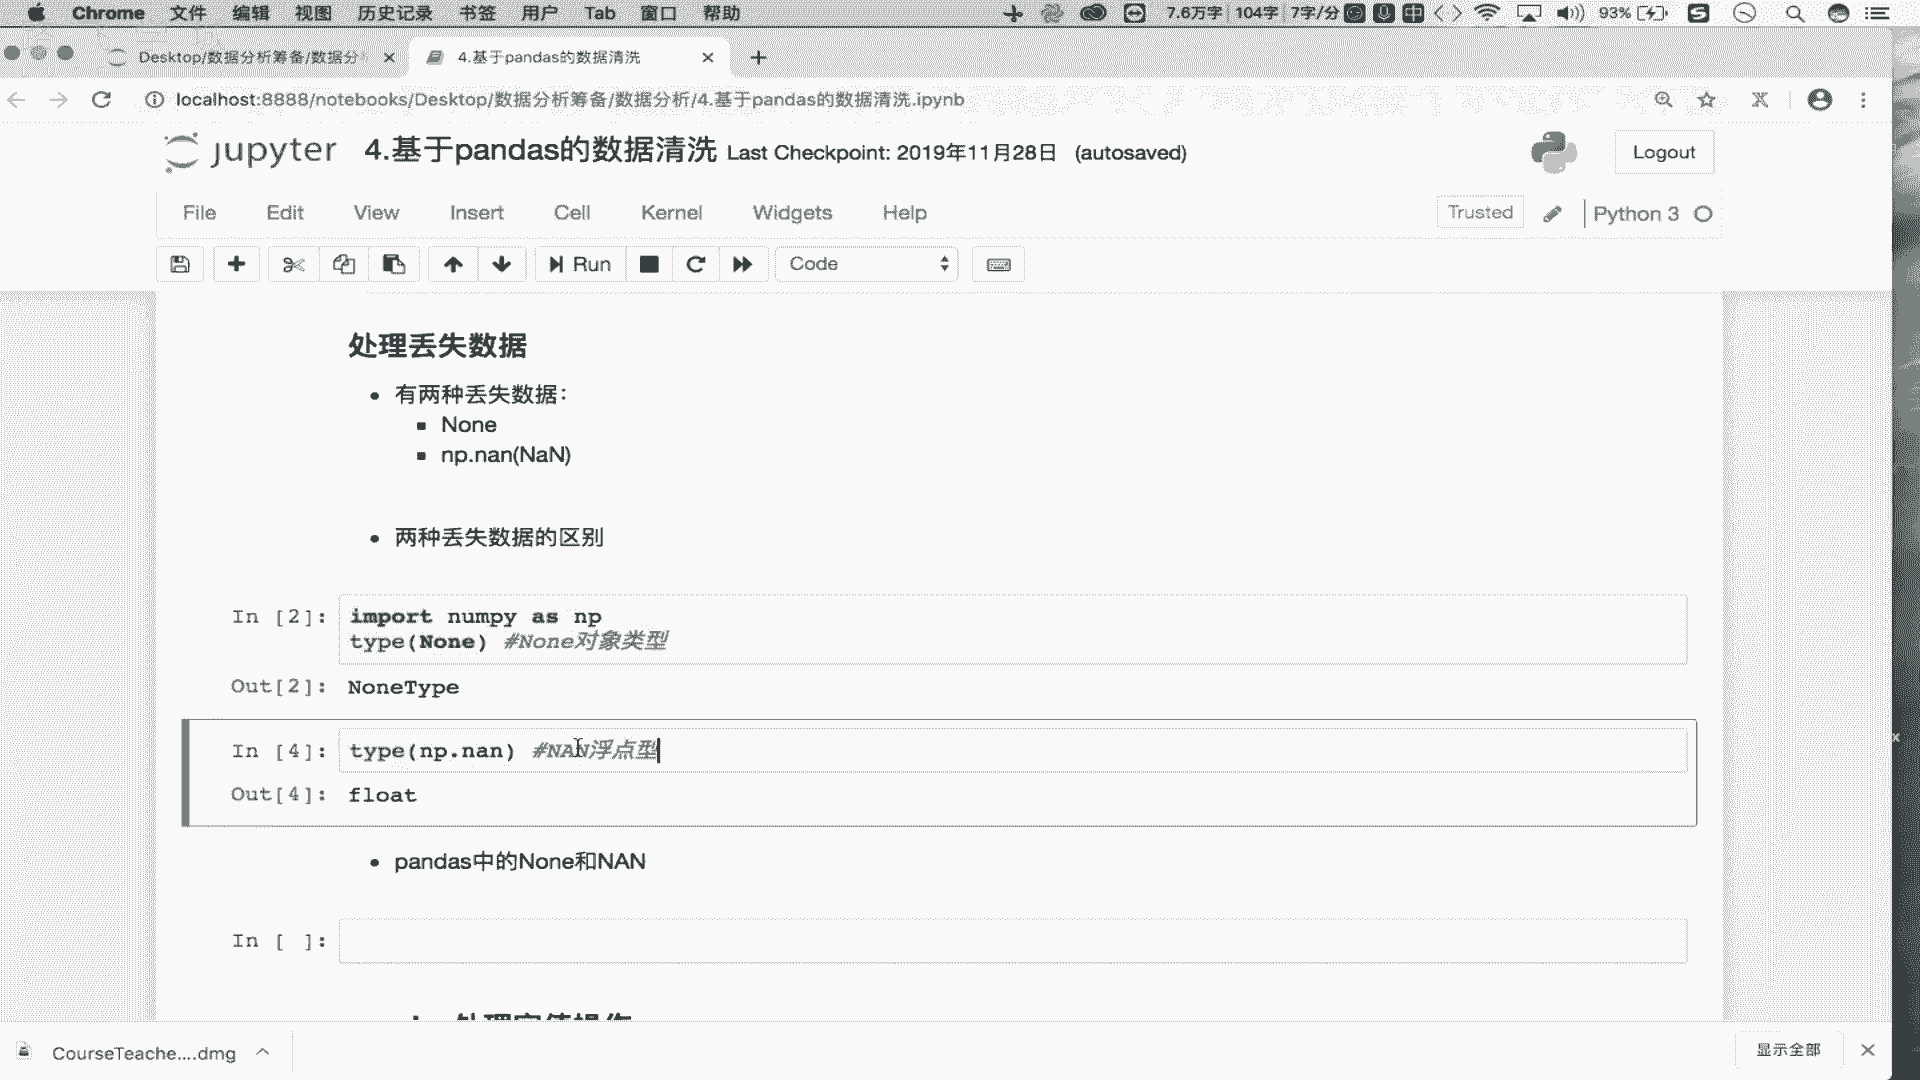 Chrome 文件 编辑 视图 历史记录 书签 用户 Tab 窗口 帮助 7.6万字 104字 7字/分 中 93%
Desktop/数据分析筹备/数据分 4.基于pandas的数据清洗
localhost:8888/notebooks/Desktop/数据分析筹备/数据分析/4.基于pandas的数据清洗.ipynb
jupyter 4.基于pandas的数据清洗 Last Checkpoint: 2019年11月28日 (autosaved) Logout
File Edit View Insert Cell Kernel Widgets Help Trusted Python 3
Run Code
处理丢失数据
有两种丢失数据:
None
np.nan(NaN)
两种丢失数据的区别
In [2]: import numpy as np
type(None) #None对象类型
Out[2]: NoneType
In [4]: type(np.nan) #NAN浮点型
Out[4]: float
pandas中的None和NAN
In [ ]:
CourseTeache....dmg 显示全部